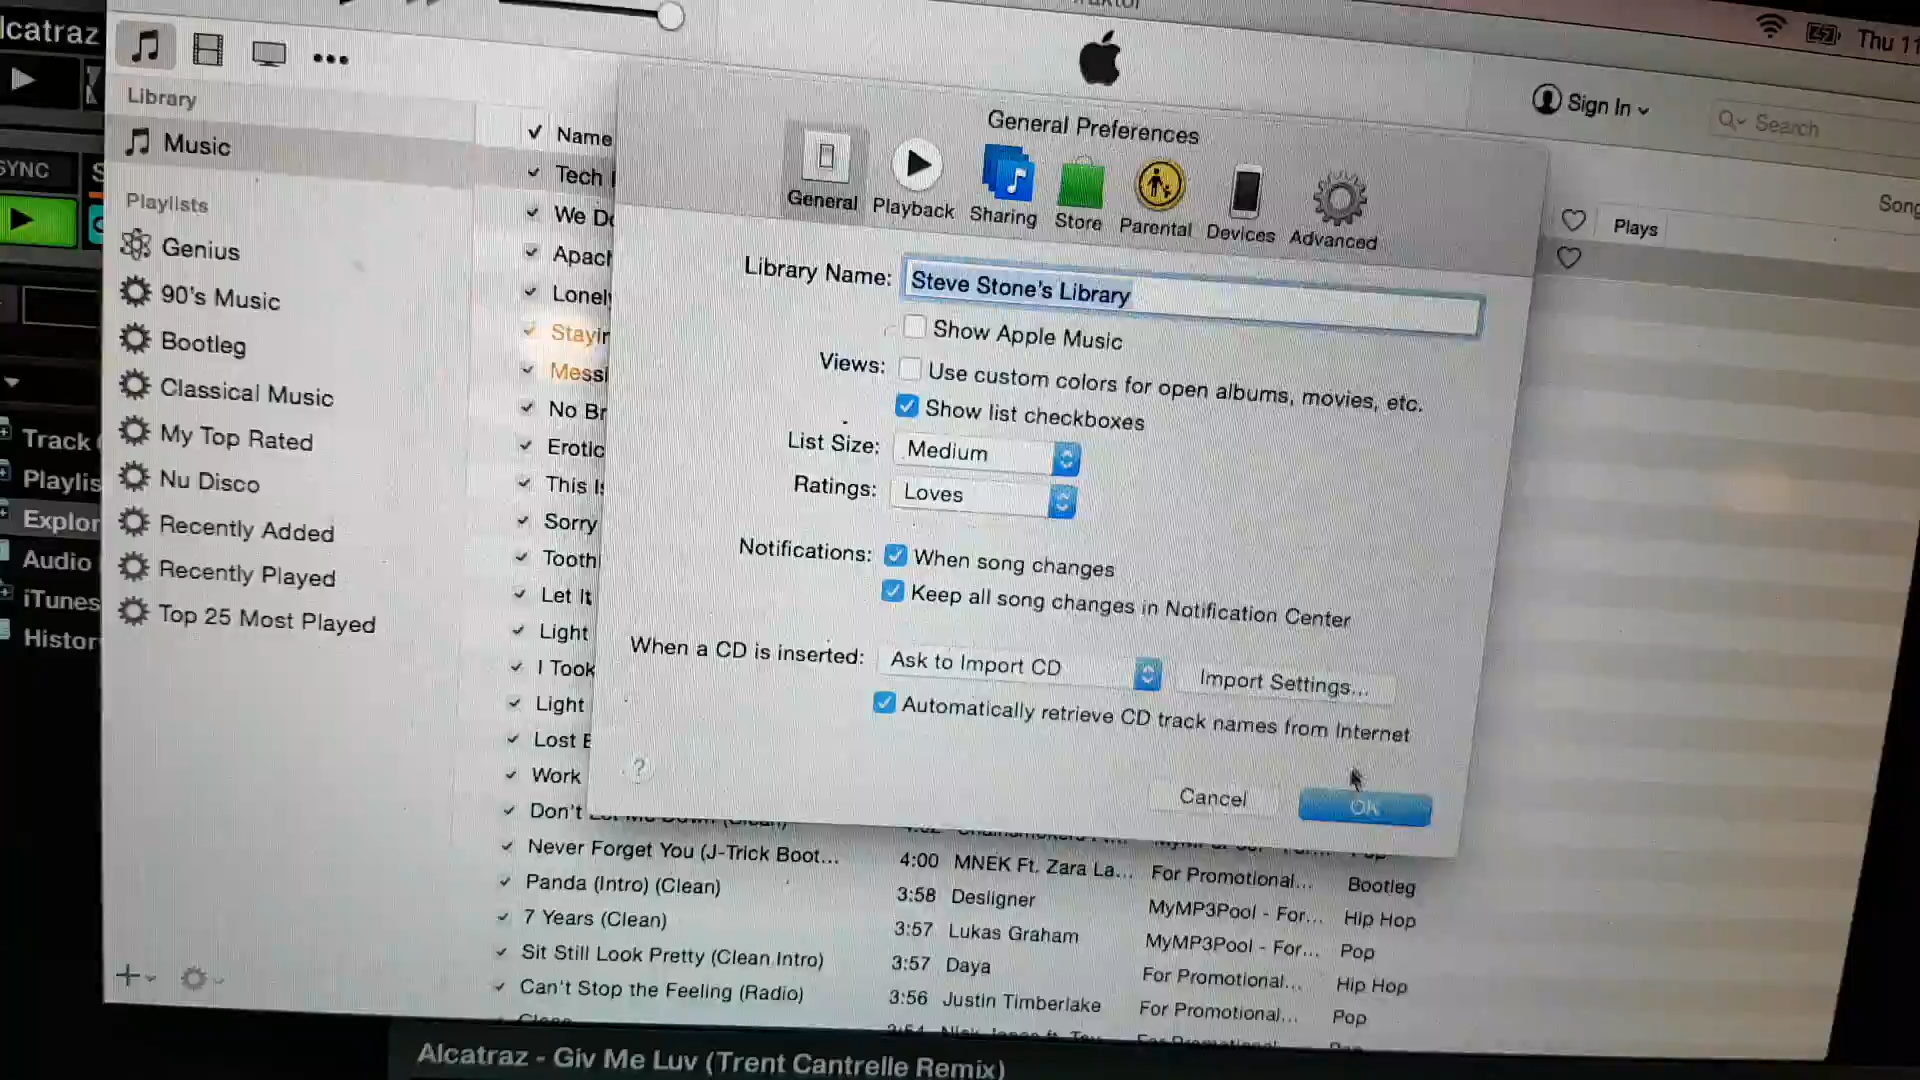 Thu 11
lcatraz
Sign In
Search
Library
Music
SYNC
Playlists
Genius
90's Music
Bootleg
Classical Music
My Top Rated
Nu Disco
Recently Added
Recently Played
Top 25 Most Played
Track
Playlis
Explor
Audio
iTunes
Histor
Name
Tech
We Do
Apach
Lonely
Stayin
Messi
No Br
Erotic
This Is
Sorry
Tooth
Let It
Light
I Took
Light
Lost B
Work
Don't
General Preferences
General Playback Sharing Store Parental Devices Advanced
Library Name: Steve Stone's Library
Show Apple Music
Views: Use custom colors for open albums, movies, etc.
Show list checkboxes
List Size: Medium
Ratings: Loves
Notifications: When song changes
Keep all song changes in Notification Center
When a CD is inserted: Ask to Import CD Import Settings...
Automatically retrieve CD track names from Internet
?
Cancel OK
Song
Plays
Never Forget You (J-Trick Boot... 4:00 MNEK Ft. Zara La... For Promotional... Bootleg
Panda (Intro) (Clean) 3:58 Desiigner MyMP3Pool - For... Hip Hop
7 Years (Clean) 3:57 Lukas Graham MyMP3Pool - For... Pop
Sit Still Look Pretty (Clean Intro) 3:57 Daya For Promotional... Hip Hop
Can't Stop the Feeling (Radio) 3:56 Justin Timberlake For Promotional... Pop
Alcatraz - Giv Me Luv (Trent Cantrelle Remix)